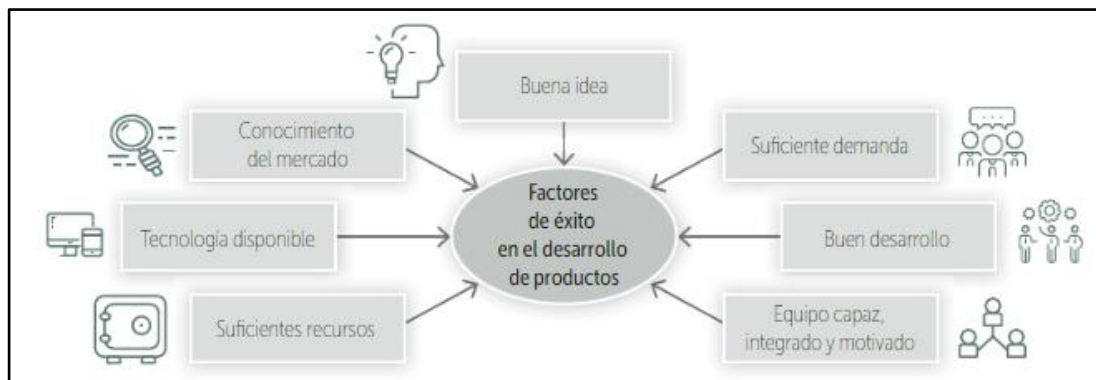 Buena idea
Conocimiento
del mercado
Suficiente demanda
Factores
de éxito
en el desarrollo
de productos
Tecnología disponible
Buen desarrollo
Suficientes recursos
Equipo capaz,
integrado y motivado